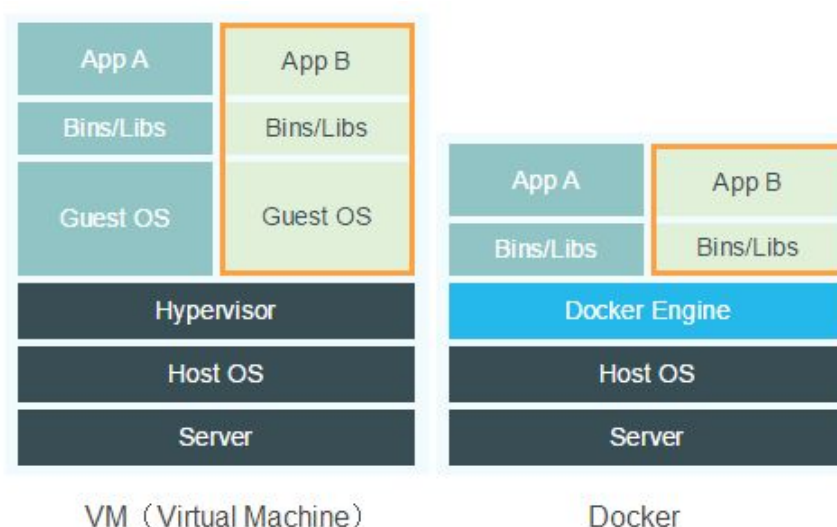 App A
App B
Bins/Libs
Bins/Libs
Guest OS
Guest OS
Hypervisor
Host OS
Server
VM（Virtual Machine）
App A
App B
Bins/Libs
Bins/Libs
Docker Engine
Host OS
Server
Docker